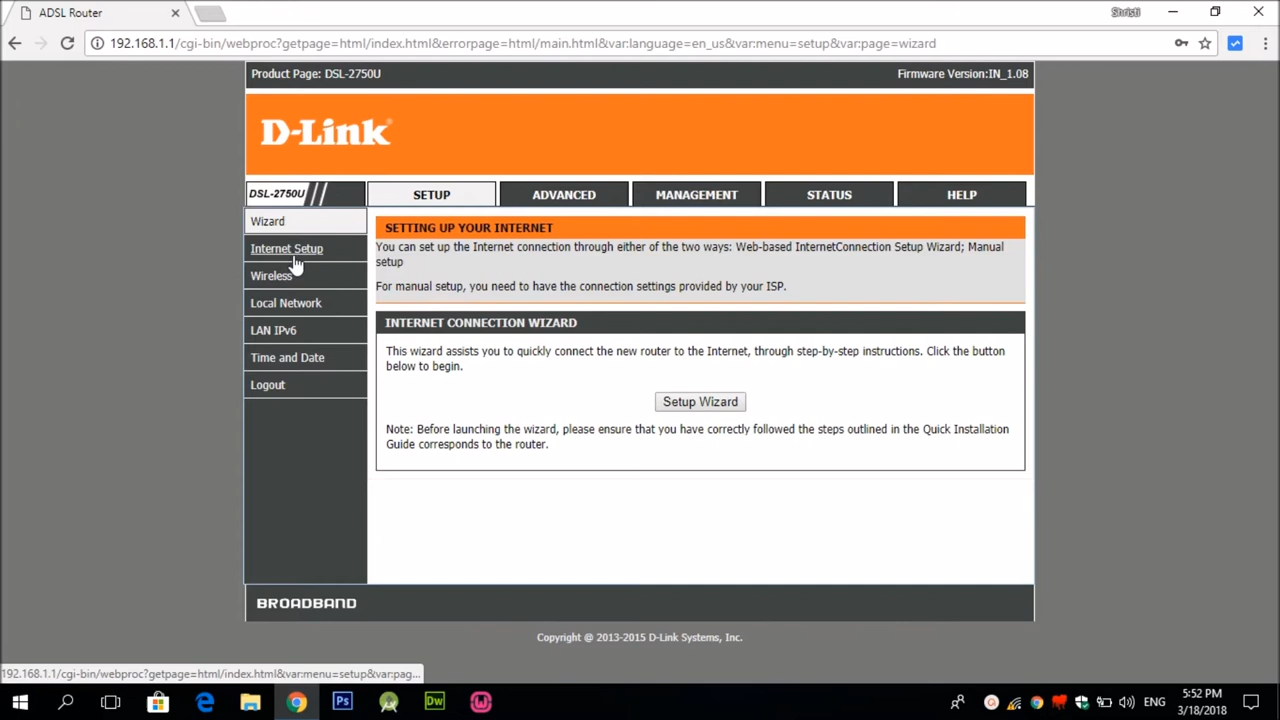 ADSL Router
Shristi
192.168.1.1/cgi-bin/webproc?getpage=html/index.html&errorpage=html/main.html&var:language=en_us&var:menu=setup&var:page=wizard
Product Page: DSL-2750U
Firmware Version:IN_1.08
D-Link
DSL-2750U
SETUP
ADVANCED
MANAGEMENT
STATUS
HELP
Wizard
Internet Setup
Wireless
Local Network
LAN IPv6
Time and Date
Logout
SETTING UP YOUR INTERNET
You can set up the Internet connection through either of the two ways: Web-based InternetConnection Setup Wizard; Manual
setup
For manual setup, you need to have the connection settings provided by your ISP.
INTERNET CONNECTION WIZARD
This wizard assists you to quickly connect the new router to the Internet, through step-by-step instructions. Click the button
below to begin.
Setup Wizard
Note: Before launching the wizard, please ensure that you have correctly followed the steps outlined in the Quick Installation
Guide corresponds to the router.
BROADBAND
Copyright @ 2013-2015 D-Link Systems, Inc.
192.168.1.1/cgi-bin/webproc?getpage=html/index.html&var:menu=setup&var:pag...
Ps
Dw
ENG
5:52 PM
3/18/2018